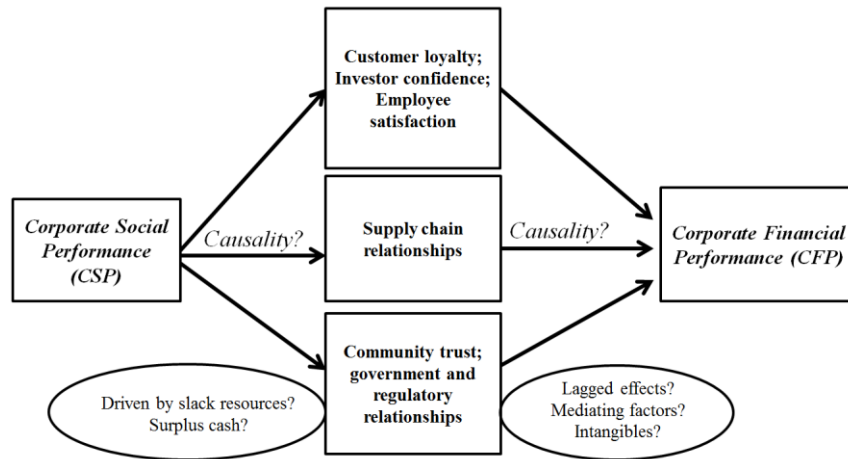 Customer loyalty;
Investor confidence;
Employee
satisfaction
Corporate Social
Performance
(CSP)
Causality?
Supply chain
relationships
Causality?
Corporate Financial
Performance (CFP)
Community trust;
government and
regulatory
relationships
Driven by slack resources?
Surplus cash?
Lagged effects?
Mediating factors?
Intangibles?